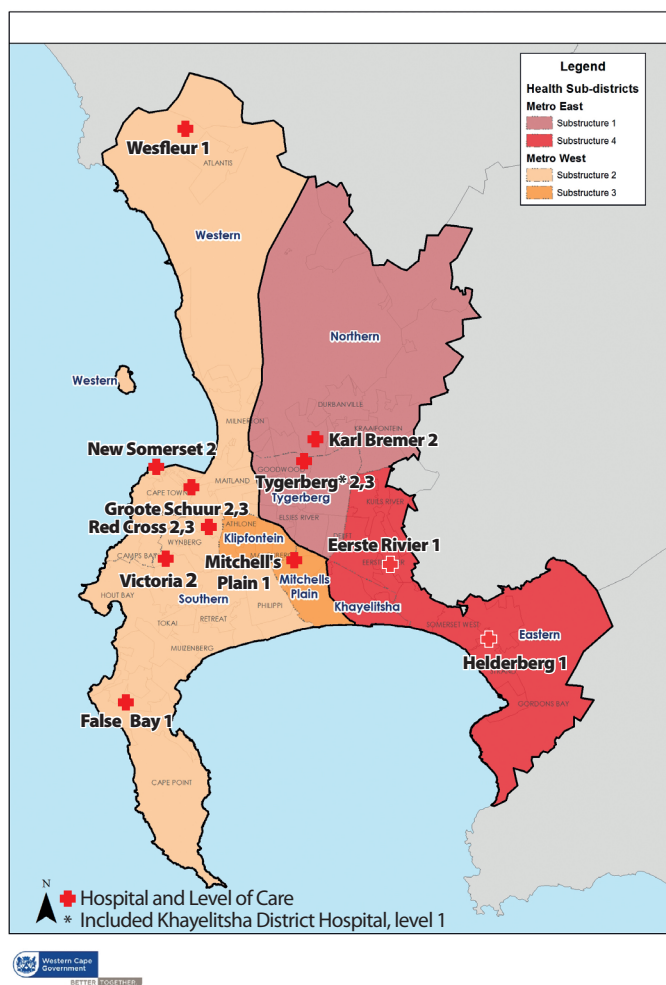 Legend
Health Sub-districts
Metro East
Substructure 1
Substructure 4
Metro West
Substructure 2
Substructure 3
Wesfleur 1
ATLANTIS
Western
Northern
Western
DURBANVILLE
MILNERTON
KRAAIFONTEIN
Karl Bremer 2
New Somerset 2
GOODWOOD
Tygerberg* 2,3
CAPE TOWN
MAITLAND
Tygerberg
KUILS RIVER
Groote Schuur 2,3
ELSIES RIVER
Red Cross 2,3
ATHLONE
Klipfontein
WYNBERG
Eerste Rivier 1
CAMPS BAY
Mitchell's
Plain 1
Victoria 2
Mitchells
Plain
HOUT BAY
Southern
PHILIPPI
Khayelitsha
TOKAI
RETREAT
SOMERSET WEST
Eastern
MUIZENBERG
Helderberg 1
False Bay 1
GORDONS BAY
CAPE POINT
N
Hospital and Level of Care
* Included Khayelitsha District Hospital, level 1
Western Cape
Government
BETTER TOGETHER.